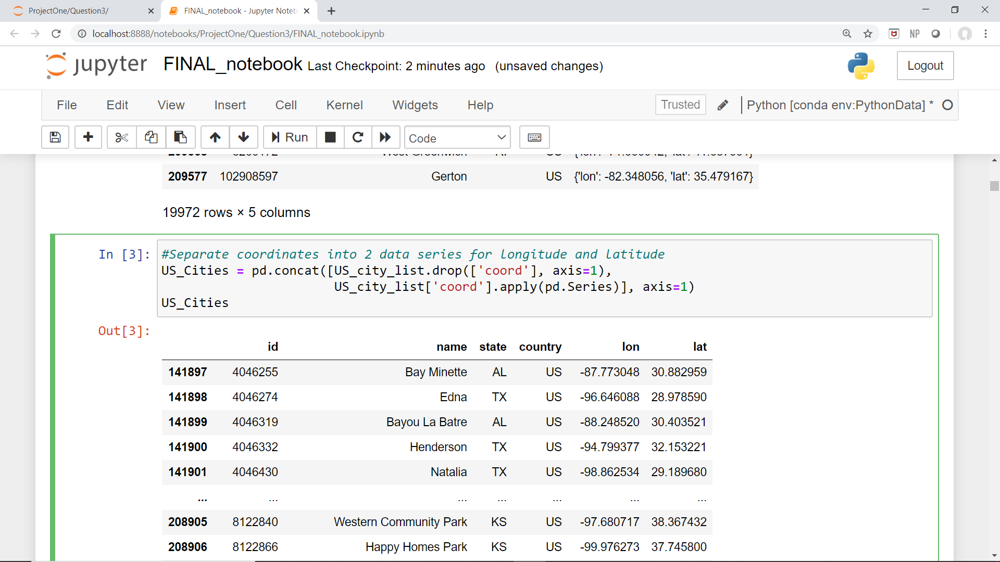 ProjectOne/Question3/
FINAL_notebook - Jupyter Noteb
localhost:8888/notebooks/ProjectOne/Question3/FINAL_notebook.ipynb
NP
jupyter FINAL_notebook Last Checkpoint: 2 minutes ago (unsaved changes)
Logout
File Edit View Insert Cell Kernel Widgets Help
Trusted
Python [conda env:PythonData] *
Run
Code
209577 102908597 Gerton US {'lon': -82.348056, 'lat': 35.479167}
19972 rows × 5 columns
In [3]: #Separate coordinates into 2 data series for longitude and latitude
US_Cities = pd.concat([US_city_list.drop(['coord'], axis=1),
US_city_list['coord'].apply(pd.Series)], axis=1)
US_Cities
Out[3]:
id name state country lon lat
141897 4046255 Bay Minette AL US -87.773048 30.882959
141898 4046274 Edna TX US -96.646088 28.978590
141899 4046319 Bayou La Batre AL US -88.248520 30.403521
141900 4046332 Henderson TX US -94.799377 32.153221
141901 4046430 Natalia TX US -98.862534 29.189680
... ... ... ... ... ... ...
208905 8122840 Western Community Park KS US -97.680717 38.367432
208906 8122866 Happy Homes Park KS US -99.976273 37.745800